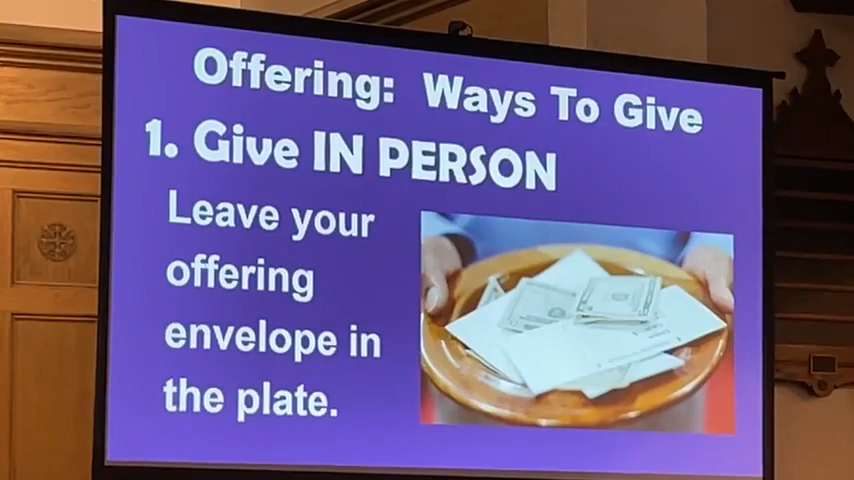 Offering: Ways To Give
1. Give IN PERSON
Leave your
offering
envelope in
the plate.